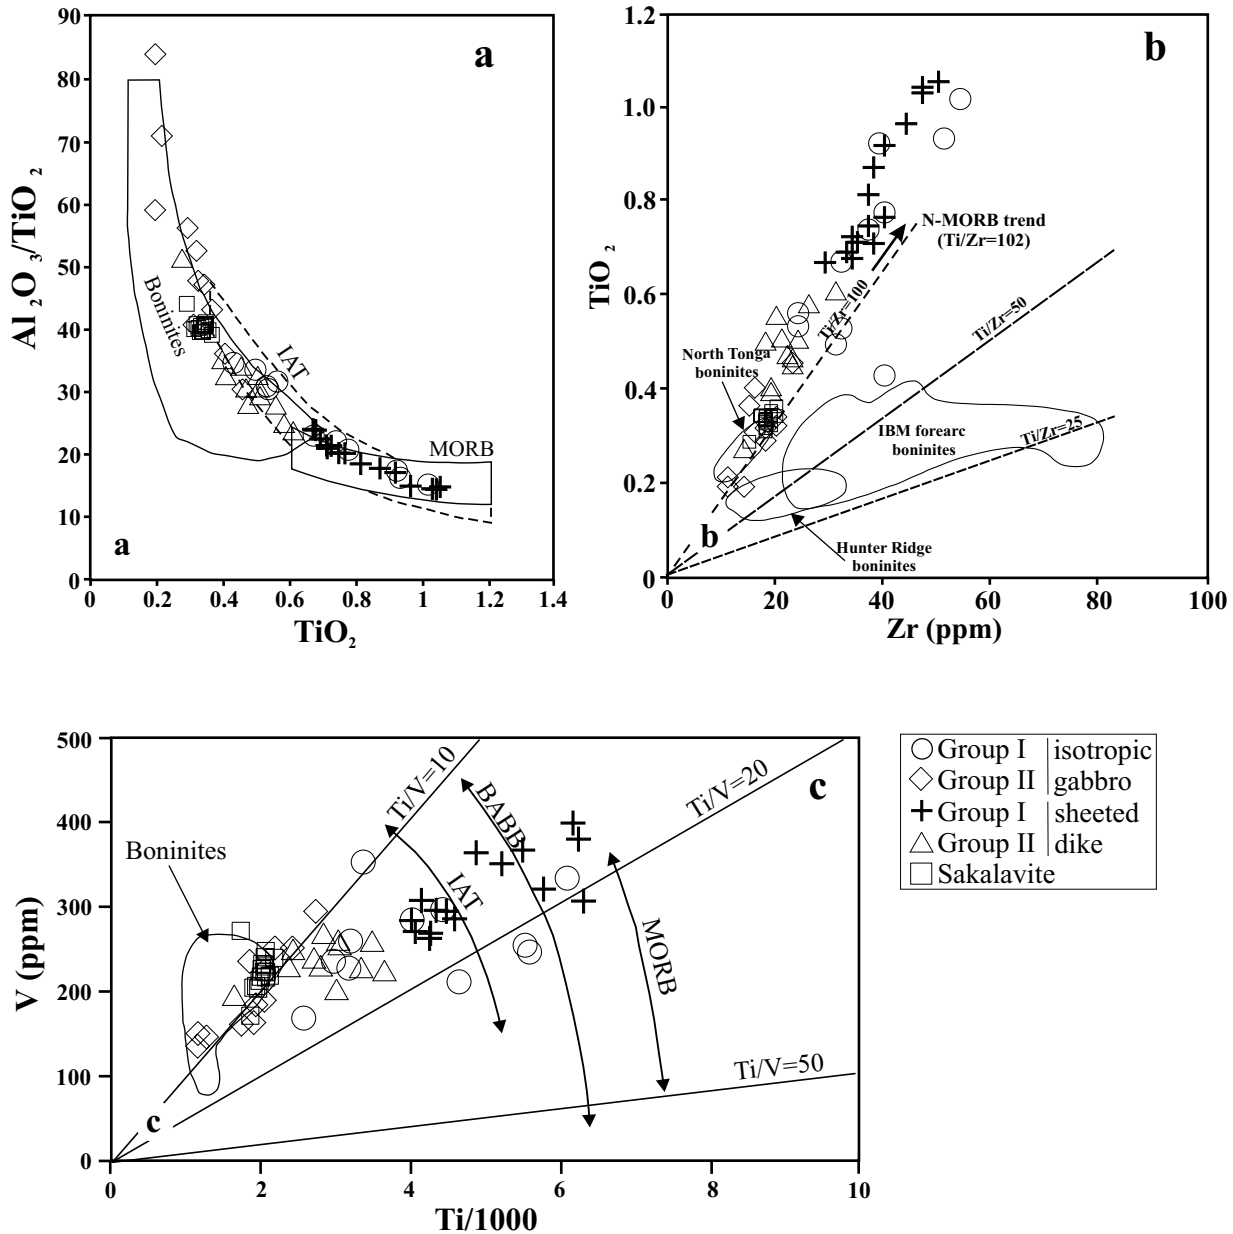 90
80
70
60
50
40
30
20
10
0
0
0.2
0.4
0.6
0.8
1
1.2
1.4
Al2O3/TiO2
TiO2
a
a
Boninites
IAT
MORB
1.2
1.0
0.8
0.6
0.4
0.2
0
0
20
40
60
80
100
TiO2
Zr (ppm)
b
b
N-MORB trend
(Ti/Zr=102)
Ti/Zr=100
Ti/Zr=50
Ti/Zr=25
North Tonga
boninites
IBM forearc
boninites
Hunter Ridge
boninites
500
400
300
200
100
0
0
2
4
6
8
10
V (ppm)
Ti/1000
c
c
Boninites
Ti/V=10
Ti/V=20
Ti/V=50
BABB
IAT
MORB
Group I isotropic
Group II gabbro
Group I sheeted
Group II dike
Sakalavite